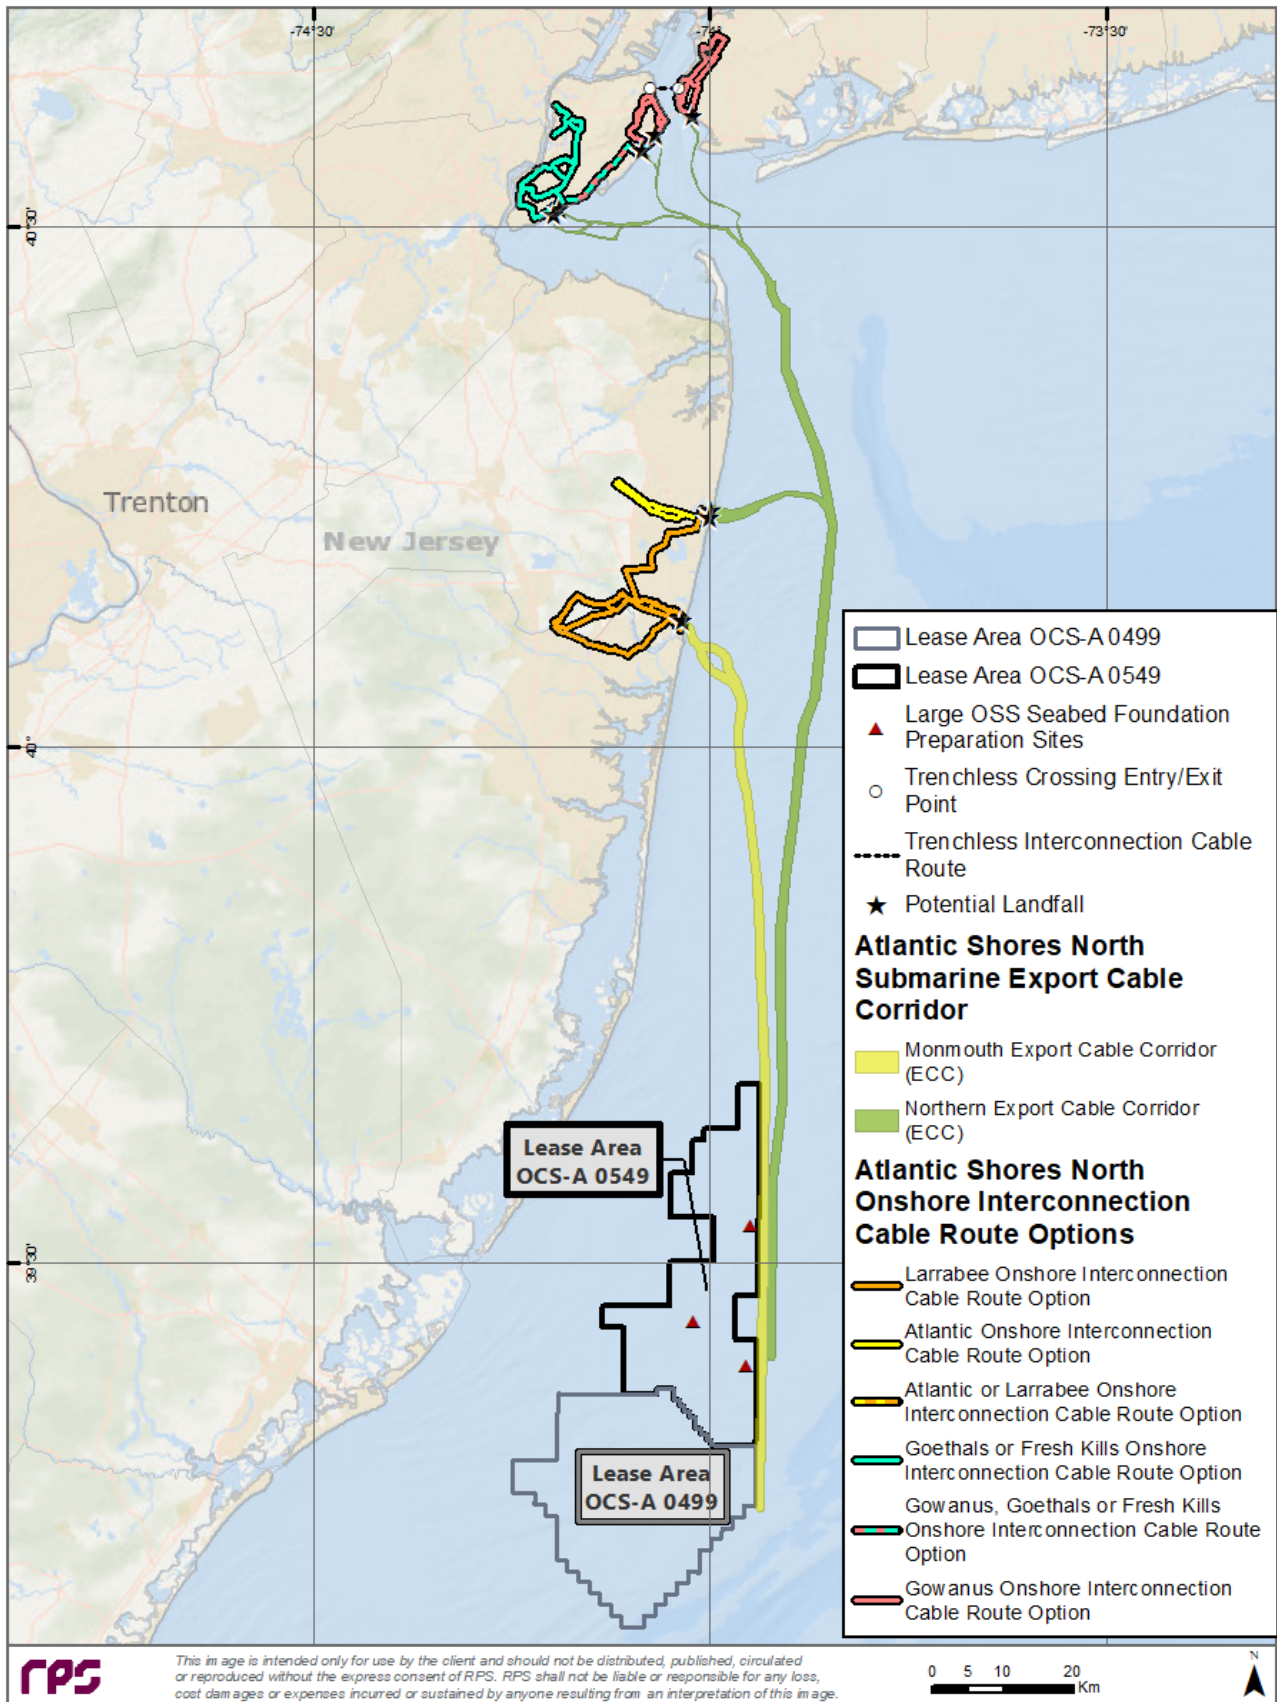 -74°30'
-74°
-73°30'
40°30'
Trenton
New Jersey
40°
39°30'
Lease Area
OCS-A 0549
Lease Area
OCS-A 0499
Lease Area OCS-A 0499
Lease Area OCS-A 0549
Large OSS Seabed Foundation
Preparation Sites
Trenchless Crossing Entry/Exit
Point
Trenchless Interconnection Cable
Route
Potential Landfall
Atlantic Shores North
Submarine Export Cable
Corridor
Monmouth Export Cable Corridor
(ECC)
Northern Export Cable Corridor
(ECC)
Atlantic Shores North
Onshore Interconnection
Cable Route Options
Larrabee Onshore Interconnection
Cable Route Option
Atlantic Onshore Interconnection
Cable Route Option
Atlantic or Larrabee Onshore
Interconnection Cable Route Option
Goethals or Fresh Kills Onshore
Interconnection Cable Route Option
Gowanus, Goethals or Fresh Kills
Onshore Interconnection Cable Route
Option
Gowanus Onshore Interconnection
Cable Route Option
rps
This image is intended only for use by the client and should not be distributed, published, circulated
or reproduced without the express consent of RPS. RPS shall not be liable or responsible for any loss,
cost damages or expenses incurred or sustained by anyone resulting from an interpretation of this image.
0 5 10 20
Km
N